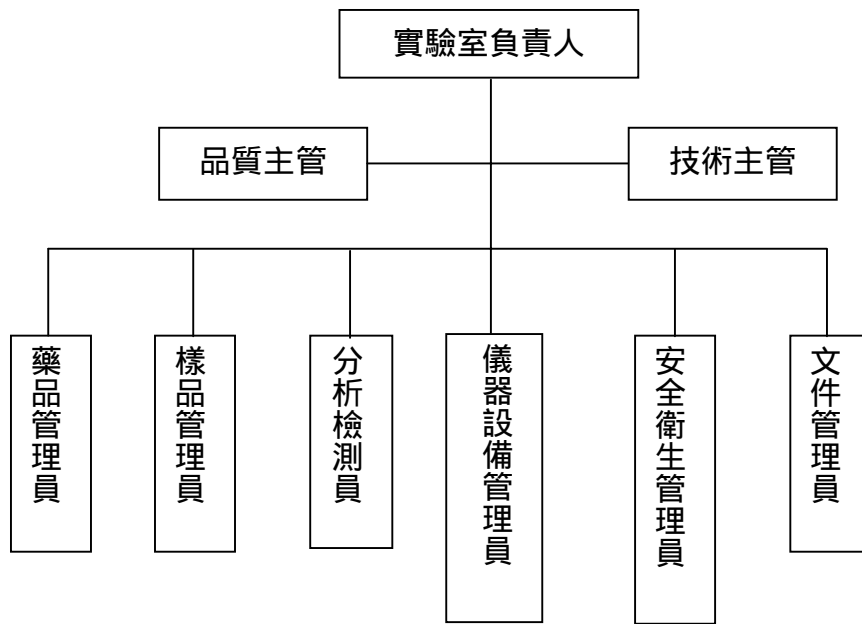 實驗室負責人
品質主管
技術主管
藥品管理員
樣品管理員
分析檢測員
儀器設備管理員
安全衛生管理員
文件管理員